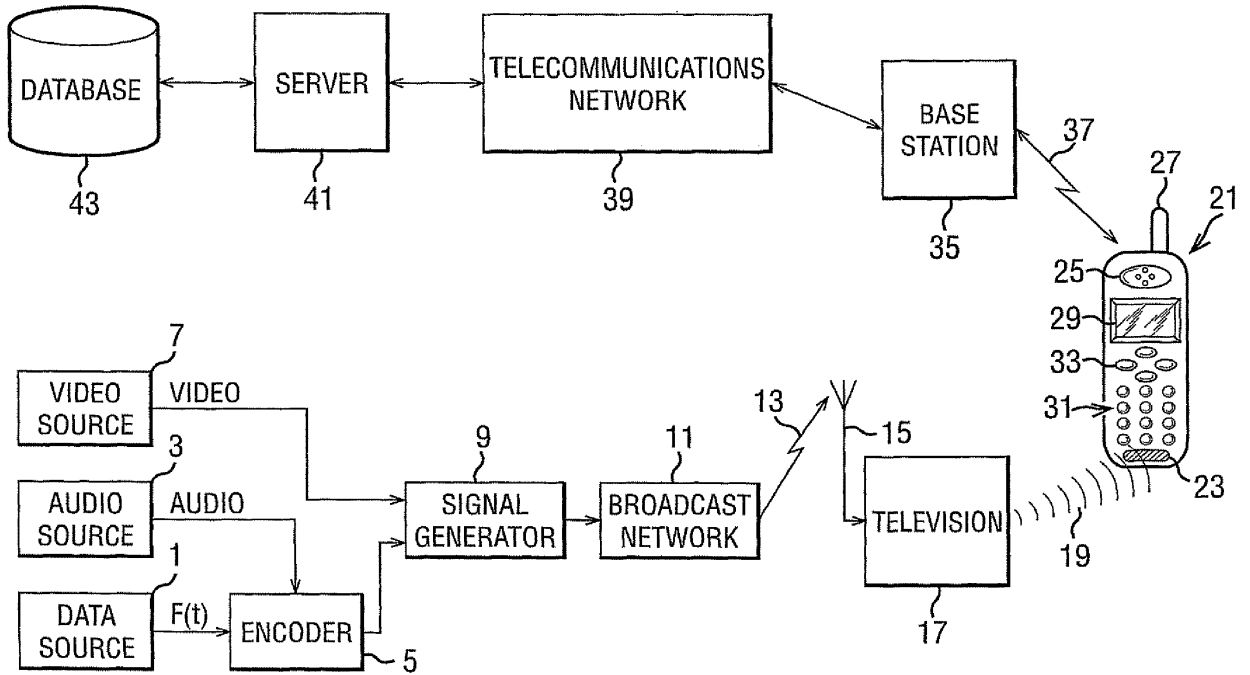 DATABASE
43
SERVER
41
TELECOMMUNICATIONS
NETWORK
39
BASE
STATION
35
37
27
21
25
29
33
31
23
19
7
VIDEO
SOURCE
VIDEO
3
AUDIO
SOURCE
AUDIO
1
DATA
SOURCE
F(t)
ENCODER
5
9
SIGNAL
GENERATOR
11
BROADCAST
NETWORK
13
15
TELEVISION
17